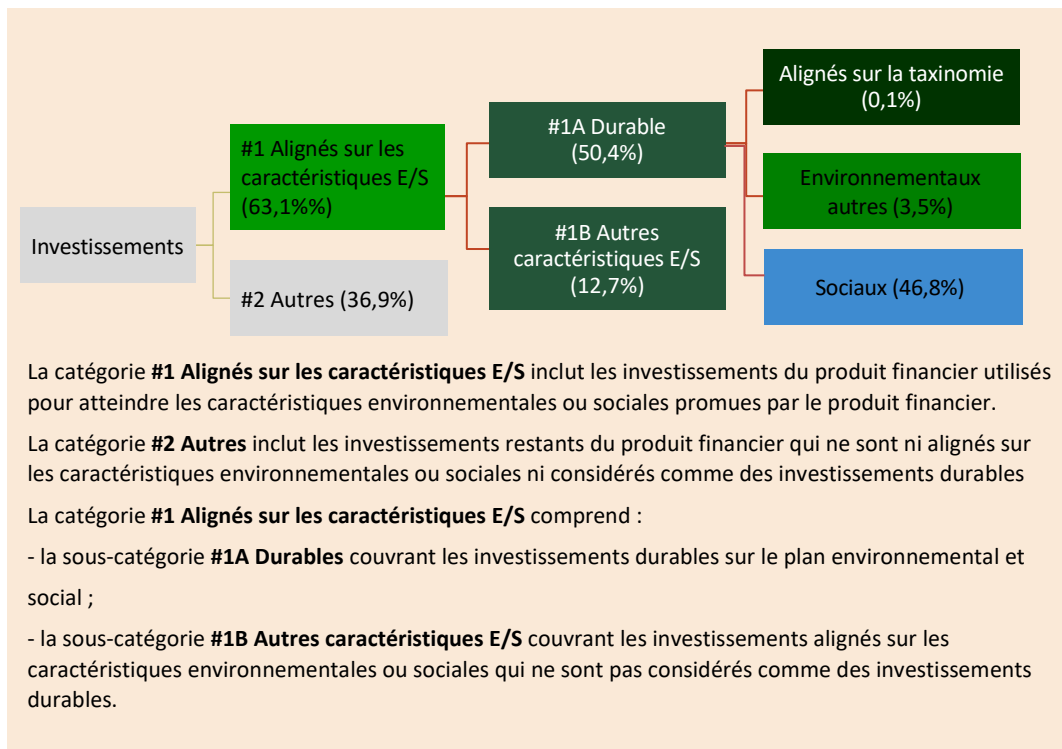 Investissements
#1 Alignés sur les
caractéristiques E/S
(63,1%%)
#2 Autres (36,9%)
#1A Durable
(50,4%)
#1B Autres
caractéristiques E/S
(12,7%)
Alignés sur la taxinomie
(0,1%)
Environnementaux
autres (3,5%)
Sociaux (46,8%)
La catégorie #1 Alignés sur les caractéristiques E/S inclut les investissements du produit financier utilisés
pour atteindre les caractéristiques environnementales ou sociales promues par le produit financier.
La catégorie #2 Autres inclut les investissements restants du produit financier qui ne sont ni alignés sur
les caractéristiques environnementales ou sociales ni considérés comme des investissements durables
La catégorie #1 Alignés sur les caractéristiques E/S comprend :
- la sous-catégorie #1A Durables couvrant les investissements durables sur le plan environnemental et
social ;
- la sous-catégorie #1B Autres caractéristiques E/S couvrant les investissements alignés sur les
caractéristiques environnementales ou sociales qui ne sont pas considérés comme des investissements
durables.